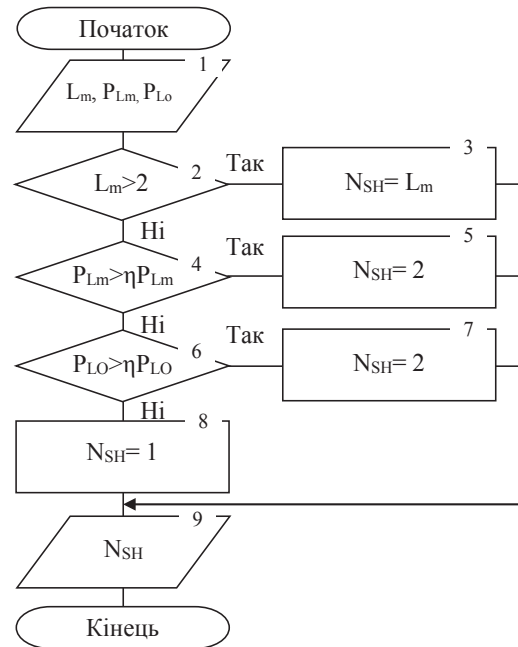 Початок
1
Lm, PLm, PLo
2
Lm>2
Так
3
NSH= Lm
Ні
4
PLm>ηPLm
Так
5
NSH= 2
Ні
6
PLO>ηPLO
Так
7
NSH= 2
Ні
8
NSH= 1
9
NSH
Кінець